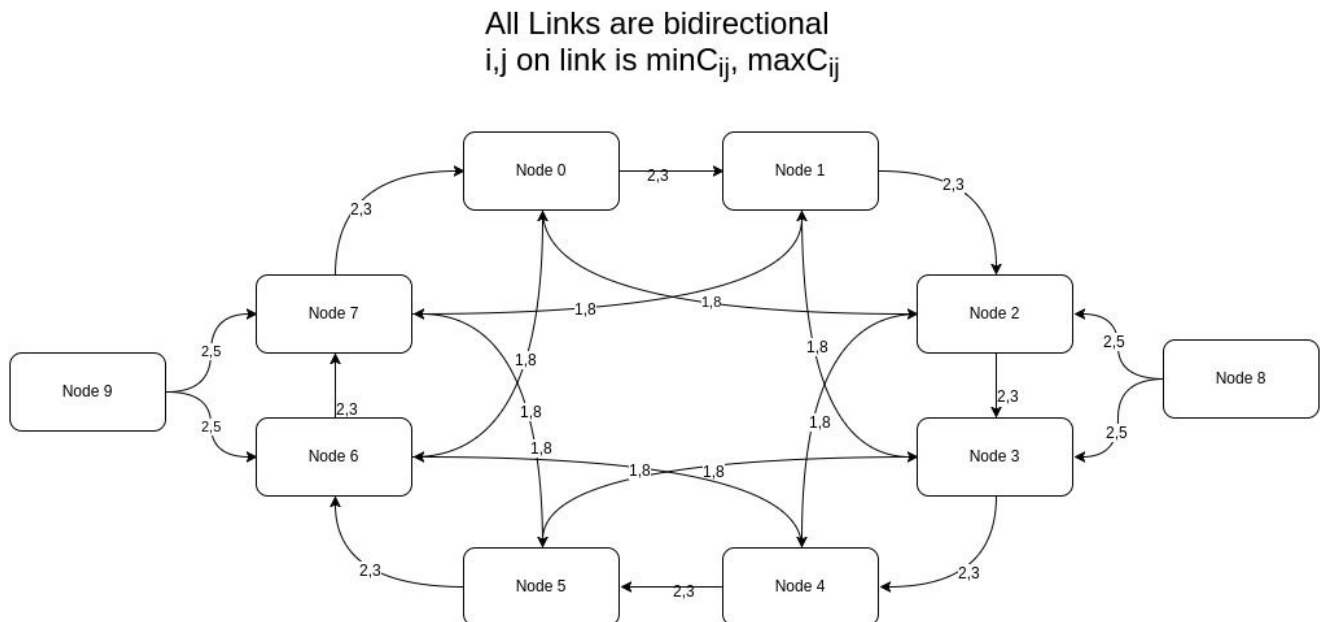 All Links are bidirectional
i,j on link is minCij, maxCij
Node 0
2,3
Node 1
2,3
2,3
Node 7
1,8
1,8
Node 2
2,5
1,8
1,8
2,5
Node 9
Node 8
2,5
2,3
1,8
1,8
2,3
2,5
Node 6
1,8
1,8
1,8
Node 3
2,3
Node 5
2,3
Node 4
2,3